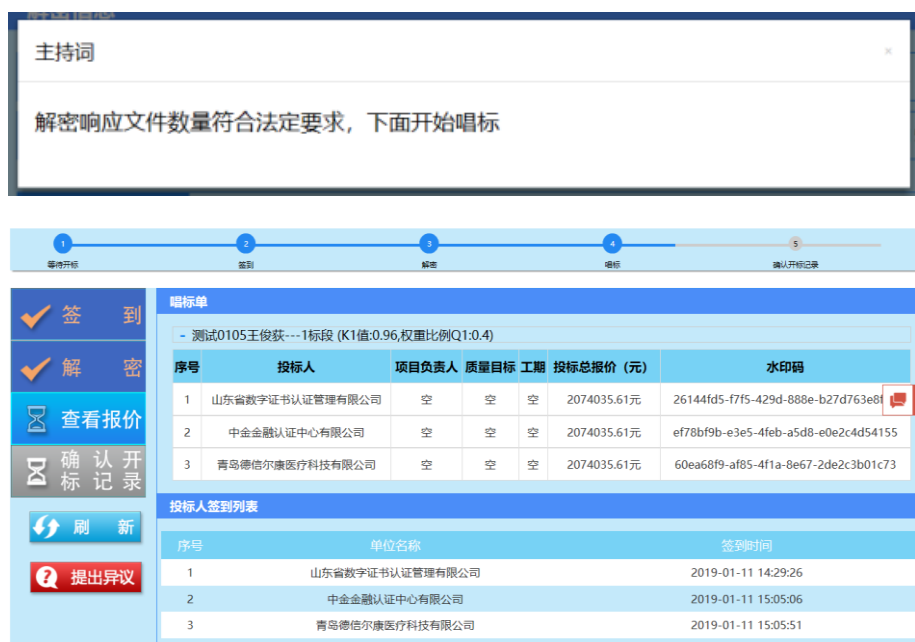 主持词
×
解密响应文件数量符合法定要求，下面开始唱标
1 2 3 4 5
等待开标 签到 解密 唱标 确认开标记录
签 到
解 密
查看报价
确 认 开
标 记 录
刷 新
提出异议
唱标单
- 测试0105王俊荻---1标段 (K1值:0.96,权重比例Q1:0.4)
序号 投标人 项目负责人 质量目标 工期 投标总报价（元） 水印码
1 山东省数字证书认证管理有限公司 空 空 空 2074035.61元 26144fd5-f7f5-429d-888e-b27d763e8
2 中金金融认证中心有限公司 空 空 空 2074035.61元 ef78bf9b-e3e5-4feb-a5d8-e0e2c4d54155
3 青岛德信尔康医疗科技有限公司 空 空 空 2074035.61元 60ea68f9-af85-4f1a-8e67-2de2c3b01c73
投标人签到列表
序号 单位名称 签到时间
1 山东省数字证书认证管理有限公司 2019-01-11 14:29:26
2 中金金融认证中心有限公司 2019-01-11 15:05:06
3 青岛德信尔康医疗科技有限公司 2019-01-11 15:05:51